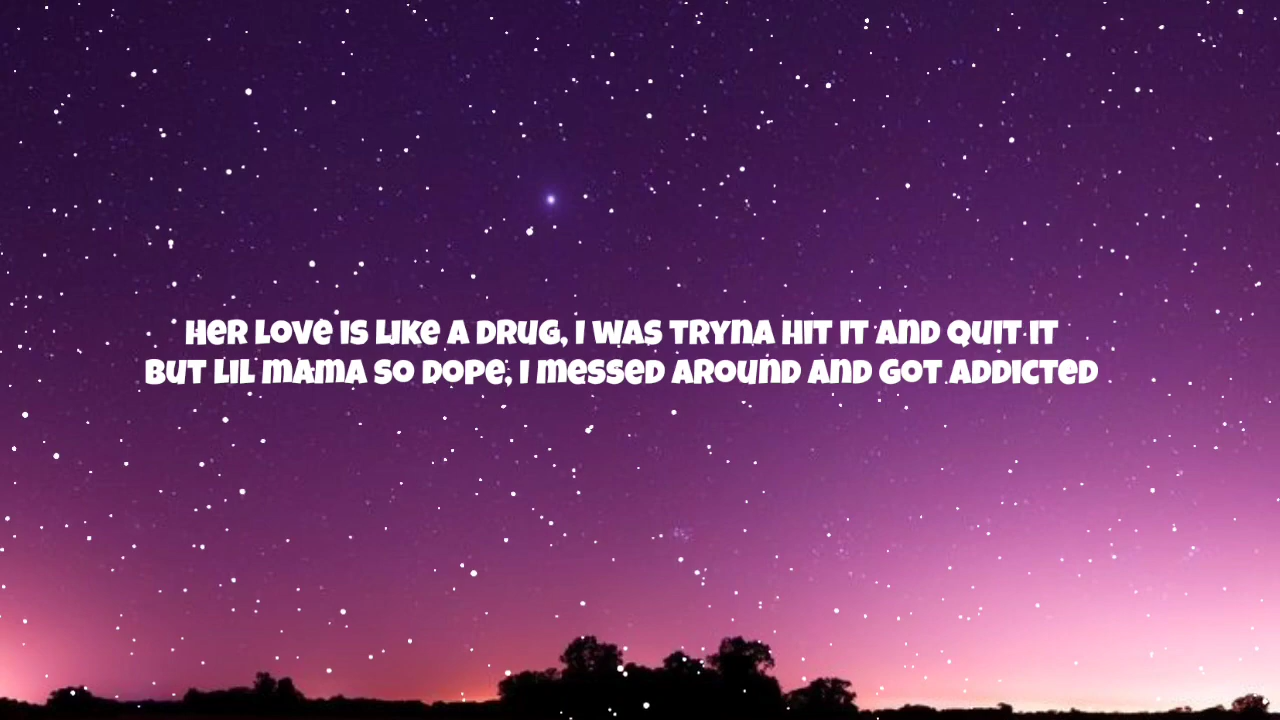 Her love is like a drug, I was tryna hit it and quit it
But lil mama so dope, I messed around and got addicted